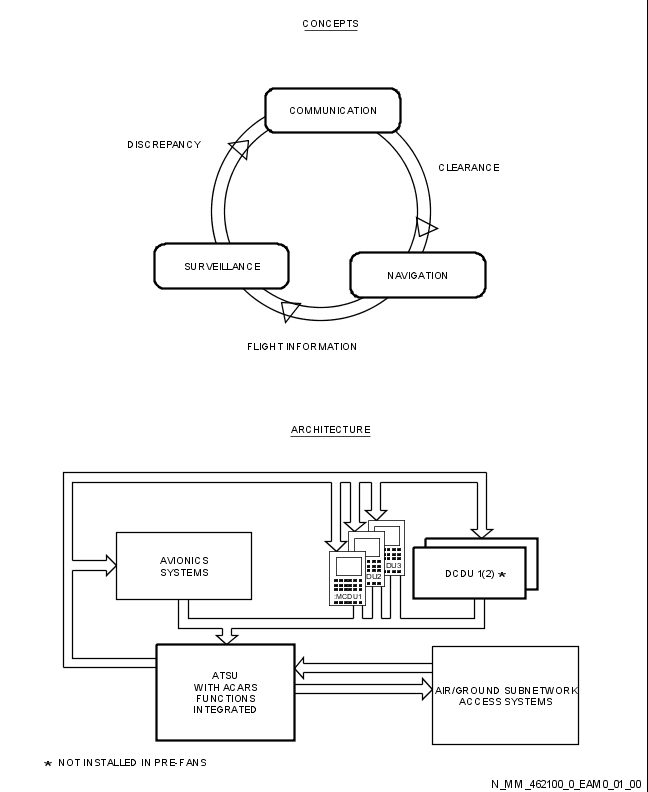 CONCEPTS
COMMUNICATION
DISCREPANCY
CLEARANCE
SURVEILLANCE
NAVIGATION
FLIGHT INFORMATION
ARCHITECTURE
AVIONICS
SYSTEMS
DU3
DU2
:MCDU1
DCDU 1(2) *
ATSU
WITH ACARS
FUNCTIONS
INTEGRATED
AIR/GROUND SUBNETWORK
ACCESS SYSTEMS
* NOT INSTALLED IN PRE-FANS
N_MM_462100_0_EAM0_01_00